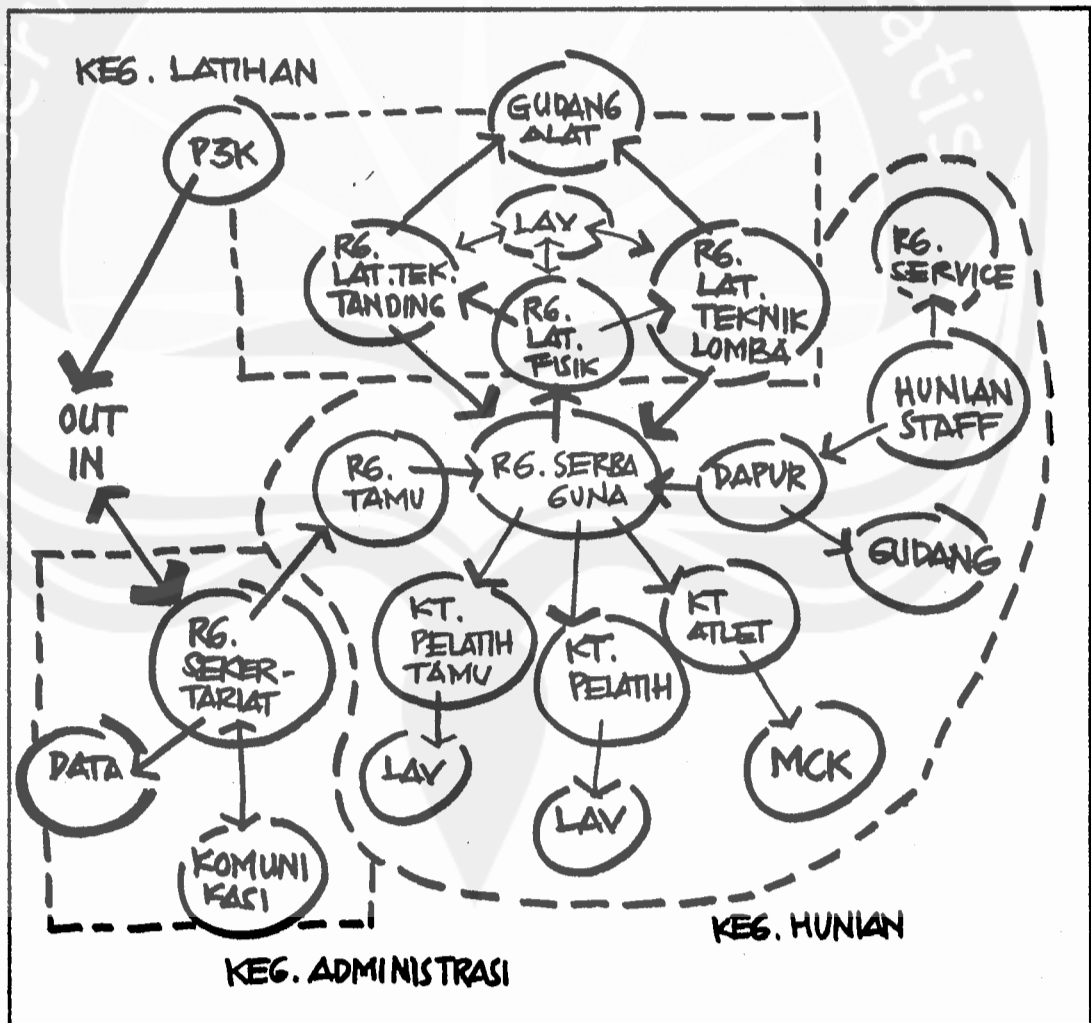 KEG. LATIHAN
GUDANG
ALAT
P3K
LAV
RG.
LAT. TEK.
TANDING
RG.
LAT.
TEKNIK
LOMBA
RG.
LAT.
FISIK
RG.
SERVICE
HUNIAN
STAFF
OUT
IN
RG.
TAMU
RG. SERBA
GUNA
DAPUR
GUDANG
KT.
PELATIH
TAMU
KT.
PELATIH
KT
ATLET
RG.
SEKER-
TARIAT
DATA
LAV
LAV
MCK
KOMUNI
KASI
KEG. HUNIAN
KEG. ADMINISTRASI